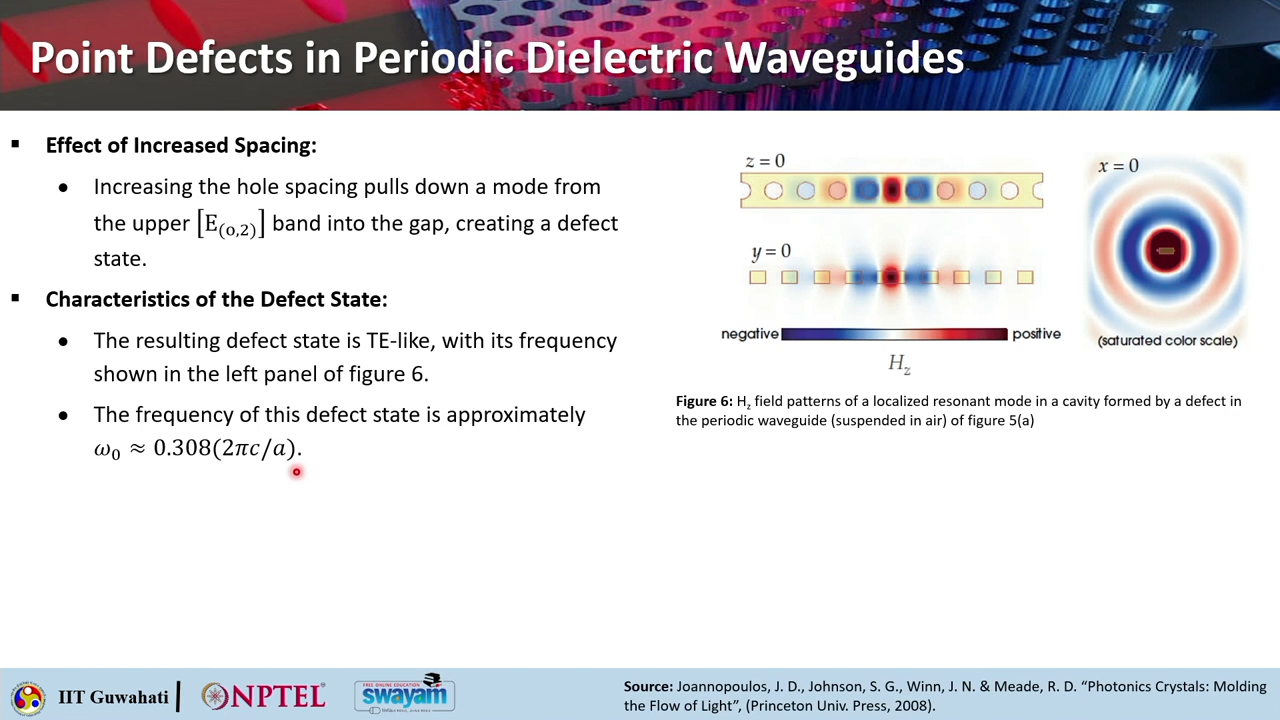 Point Defects in Periodic Dielectric Waveguides
▪ Effect of Increased Spacing:
• Increasing the hole spacing pulls down a mode from
the upper [E₍ₒ,₂₎] band into the gap, creating a defect
state.
▪ Characteristics of the Defect State:
• The resulting defect state is TE-like, with its frequency
shown in the left panel of figure 6.
• The frequency of this defect state is approximately
ω₀ ≈ 0.308(2πc/a).
z = 0
y = 0
negative positive
H_z
x = 0
(saturated color scale)
Figure 6: H_z field patterns of a localized resonant mode in a cavity formed by a defect in
the periodic waveguide (suspended in air) of figure 5(a)
IIT Guwahati
NPTEL
FREE ONLINE EDUCATION
swayam
Source: Joannopoulos, J. D., Johnson, S. G., Winn, J. N. & Meade, R. D. “Photonics Crystals: Molding
the Flow of Light”, (Princeton Univ. Press, 2008).